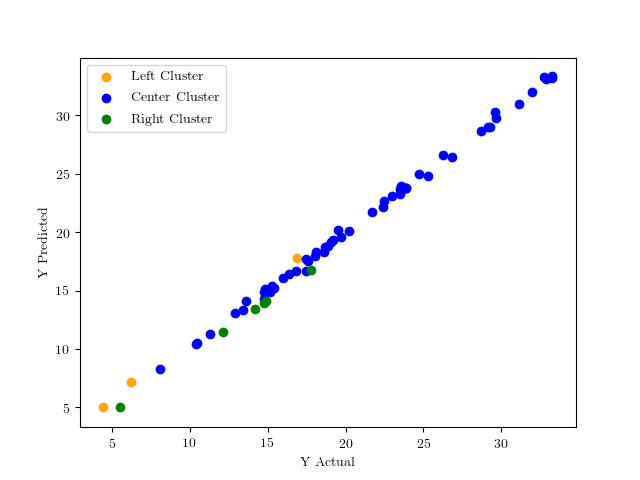 Left Cluster
Center Cluster
Right Cluster
30
25
20
15
10
5
Y Predicted
5 10 15 20 25 30
Y Actual